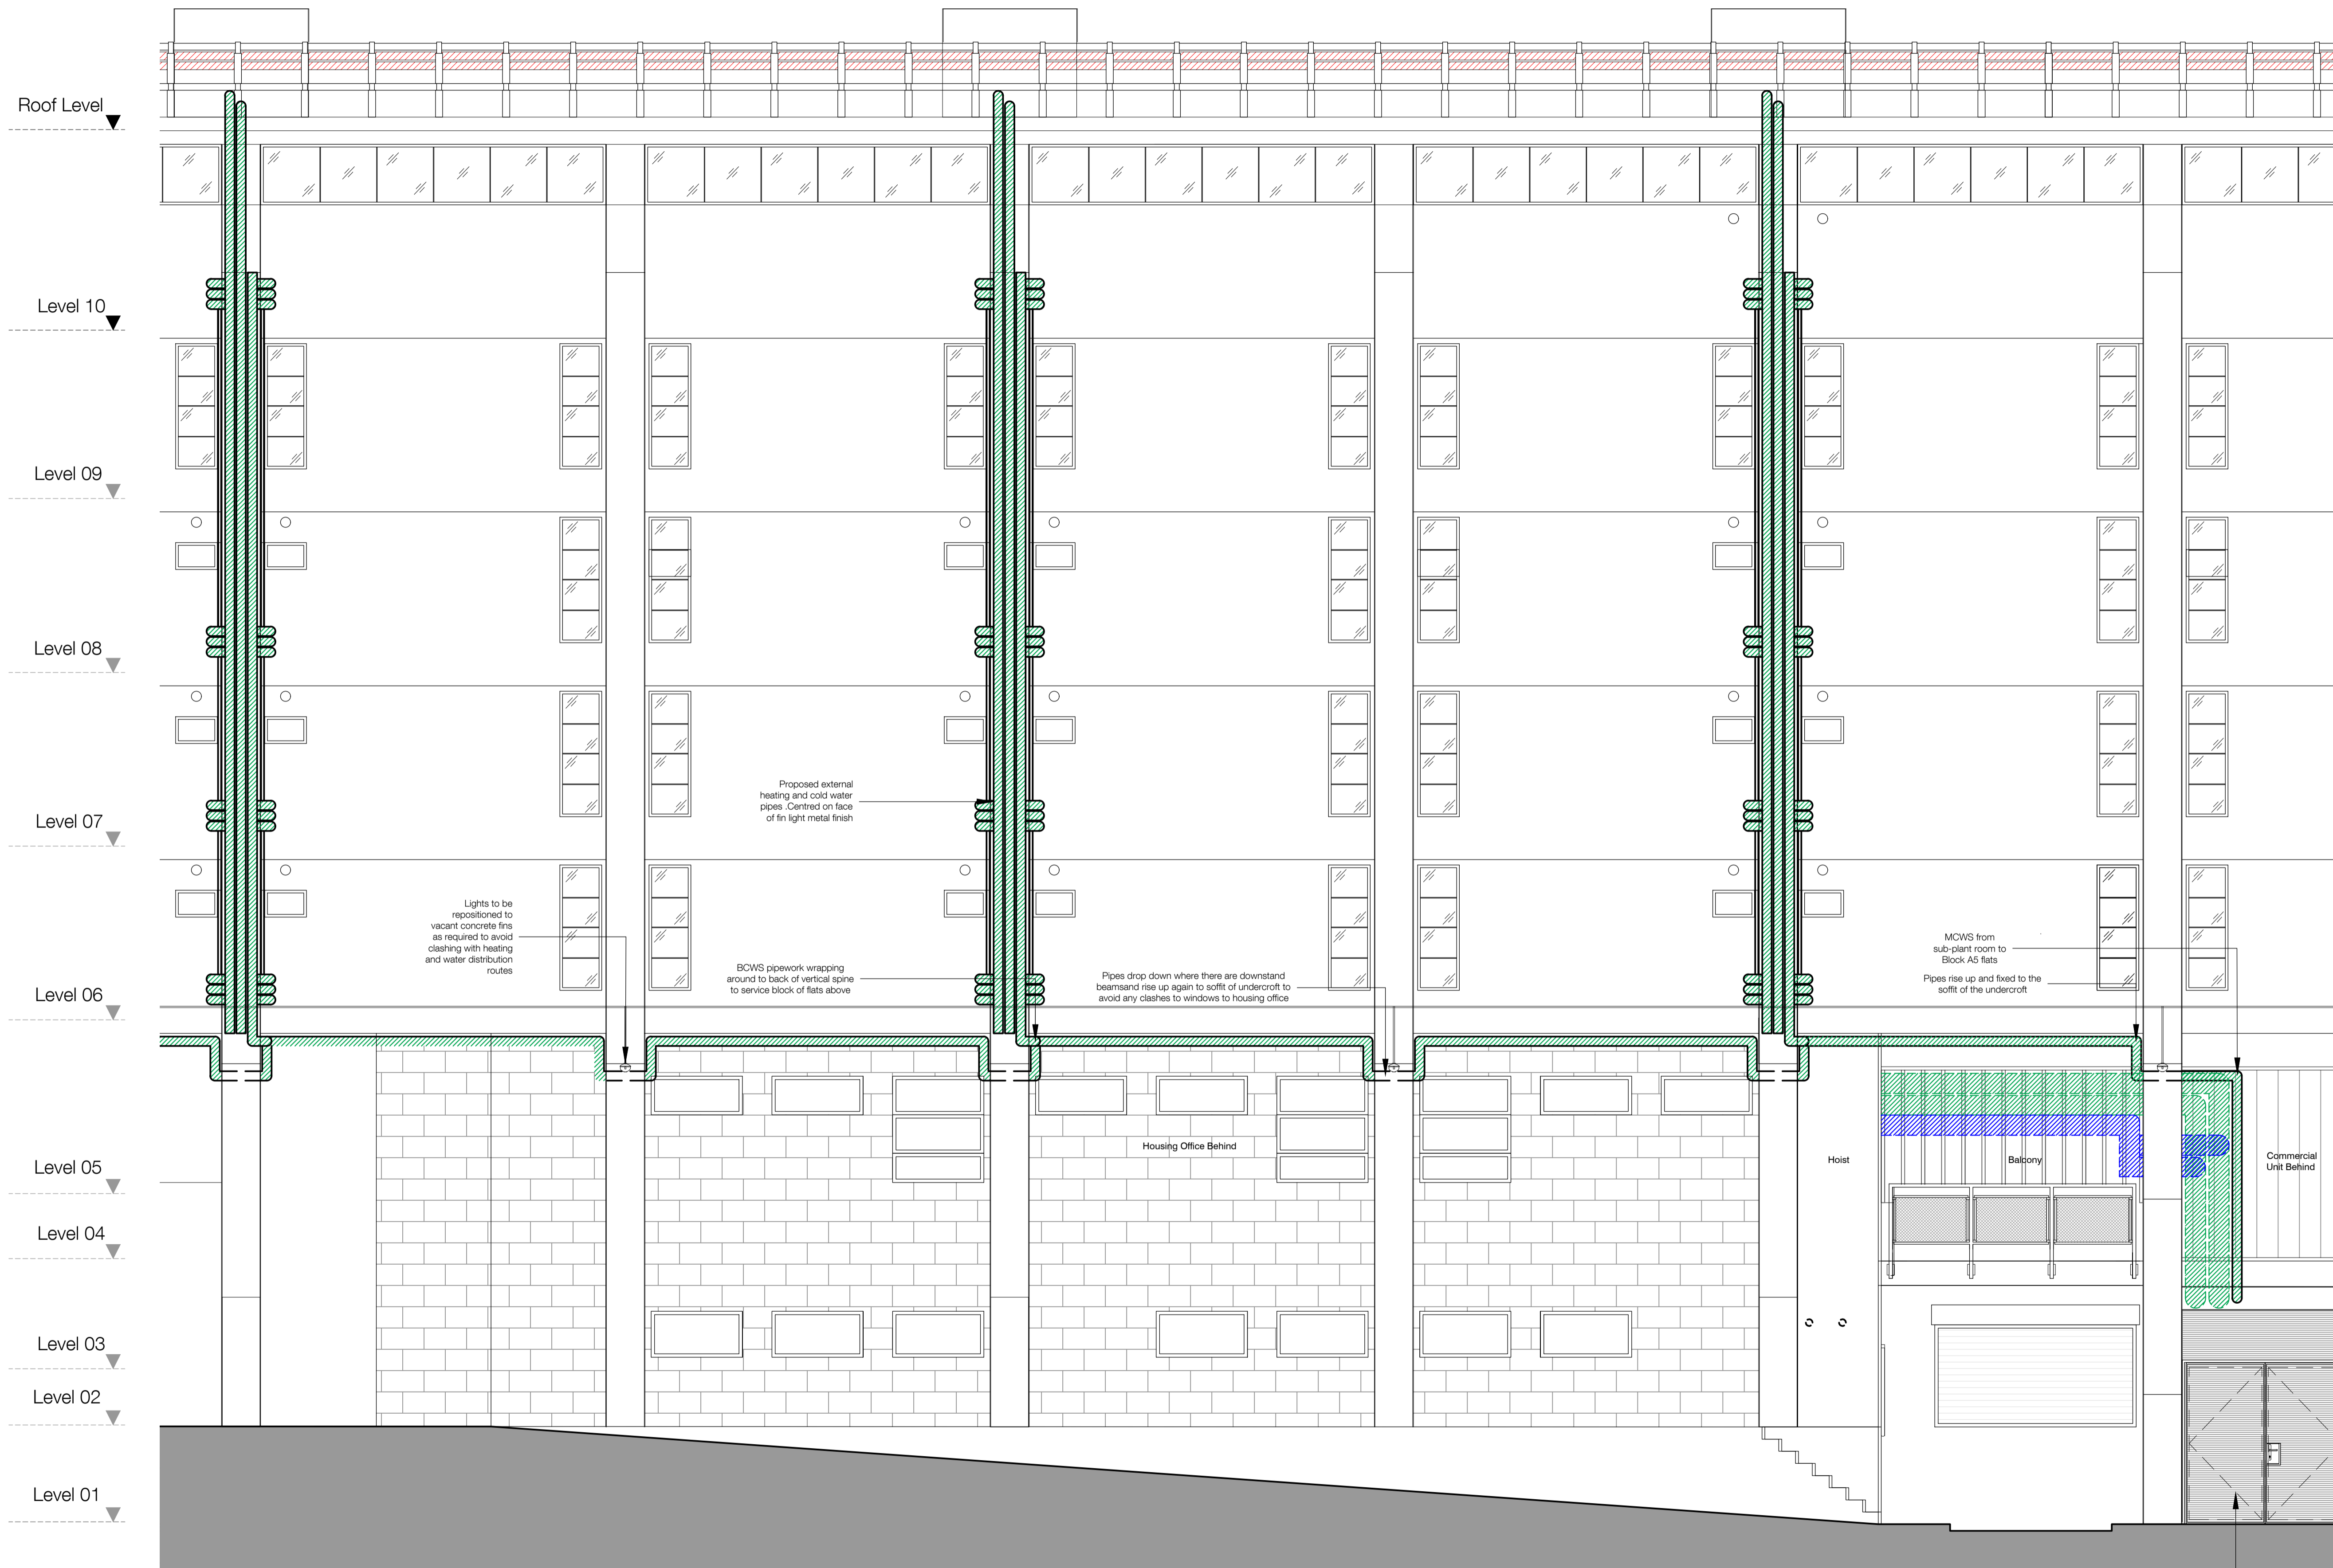 Roof Level
Level 10
Level 09
Level 08
Level 07
Level 06
Level 05
Level 04
Level 03
Level 02
Level 01
Proposed external
heating and cold water
pipes .Centred on face
of fin light metal finish
Lights to be
repositioned to
vacant concrete fins
as required to avoid
clashing with heating
and water distribution
routes
BCWS pipework wrapping
around to back of vertical spine
to service block of flats above
Pipes drop down where there are downstand
beamsand rise up again to soffit of undercroft to
avoid any clashes to windows to housing office
MCWS from
sub-plant room to
Block A5 flats
Pipes rise up and fixed to the
soffit of the undercroft
Housing Office Behind
Hoist
Balcony
Commercial
Unit Behind